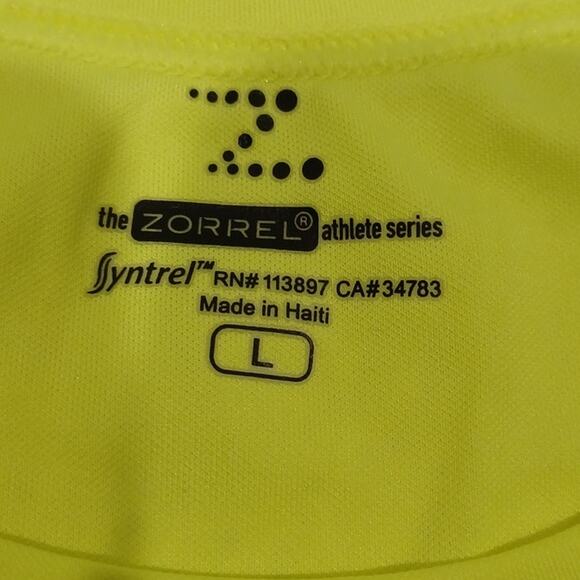 the ZORREL® athlete series
Syntrel™ RN# 113897 CA# 34783
Made in Haiti
L